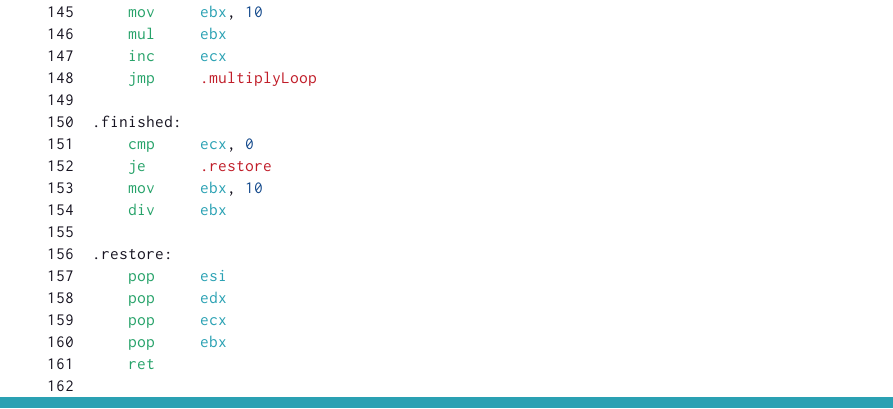 145 mov ebx, 10
146 mul ebx
147 inc ecx
148 jmp .multiplyLoop
149
150 .finished:
151 cmp ecx, 0
152 je .restore
153 mov ebx, 10
154 div ebx
155
156 .restore:
157 pop esi
158 pop edx
159 pop ecx
160 pop ebx
161 ret
162